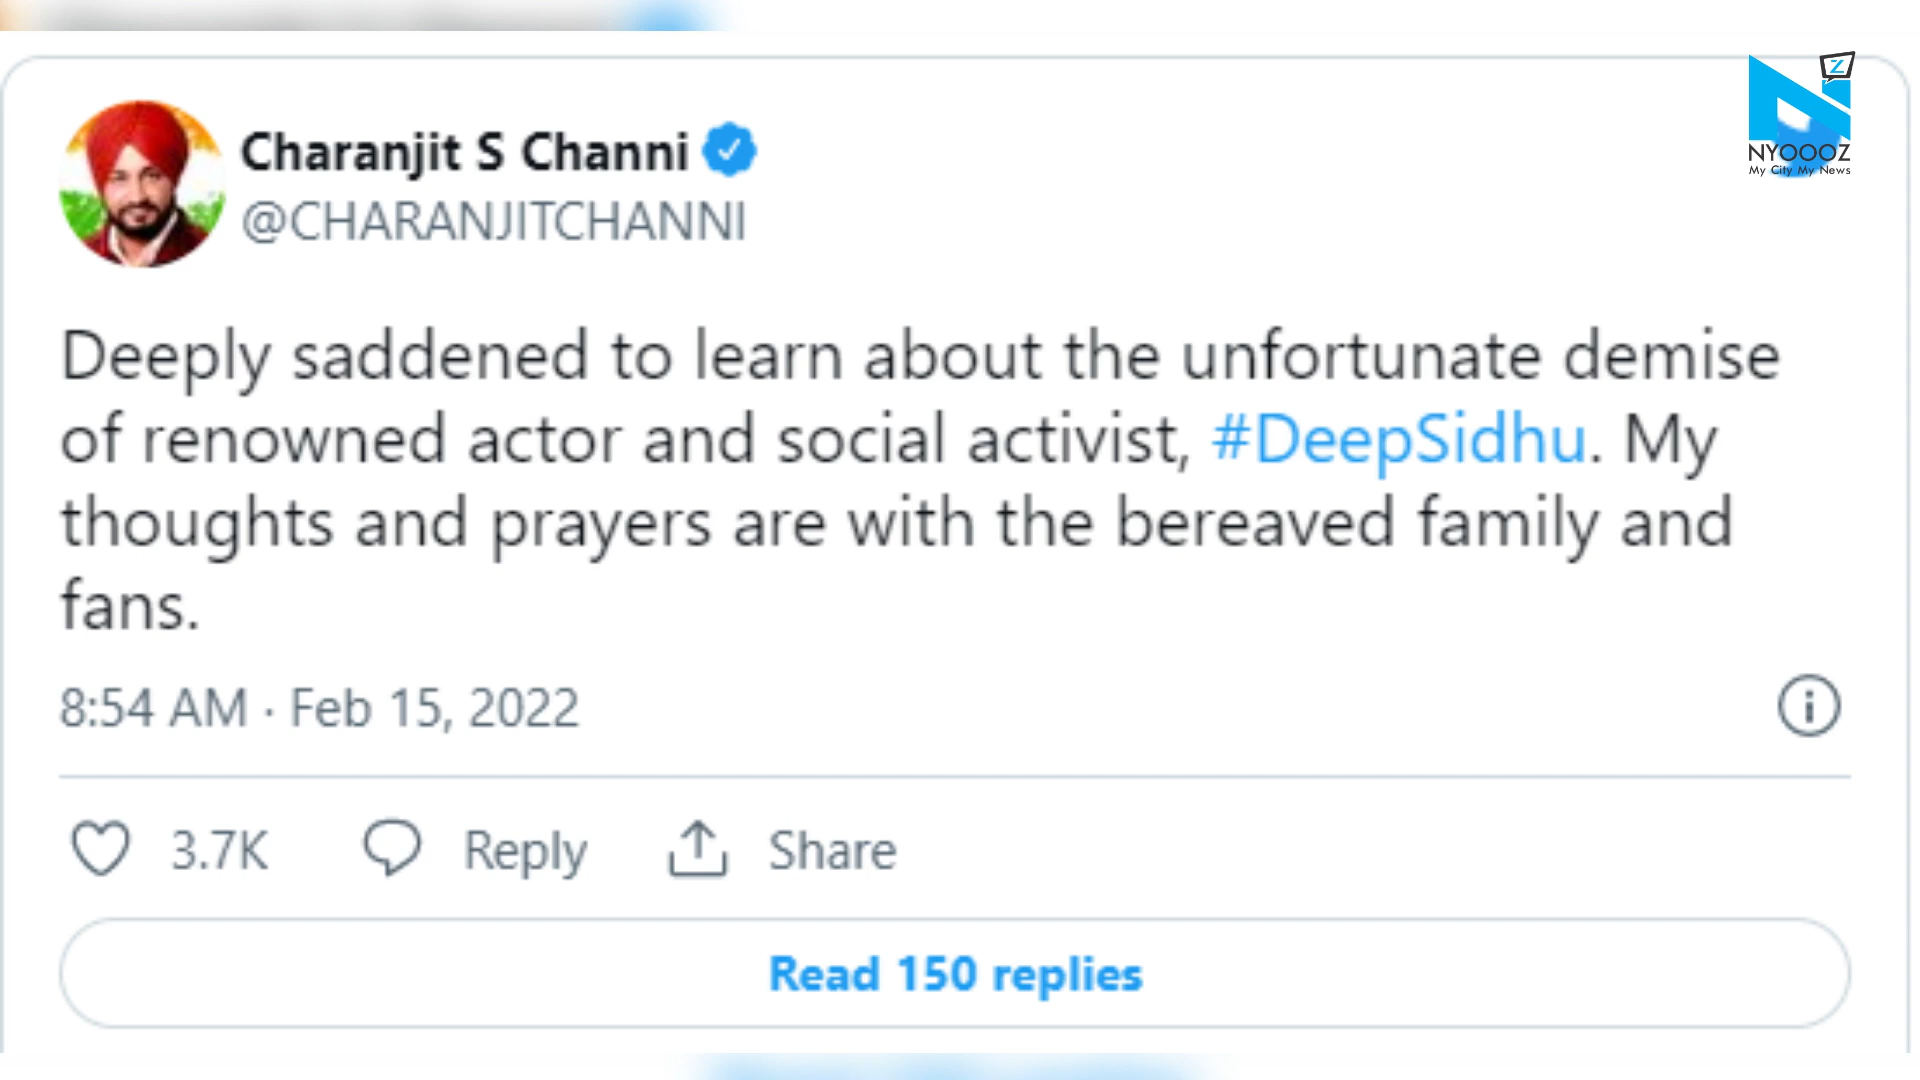 Charanjit S Channi
@CHARANJITCHANNI
Z
NYOOOZ
My City My News
Deeply saddened to learn about the unfortunate demise
of renowned actor and social activist, #DeepSidhu. My
thoughts and prayers are with the bereaved family and
fans.
8:54 AM · Feb 15, 2022
3.7K Reply Share
Read 150 replies